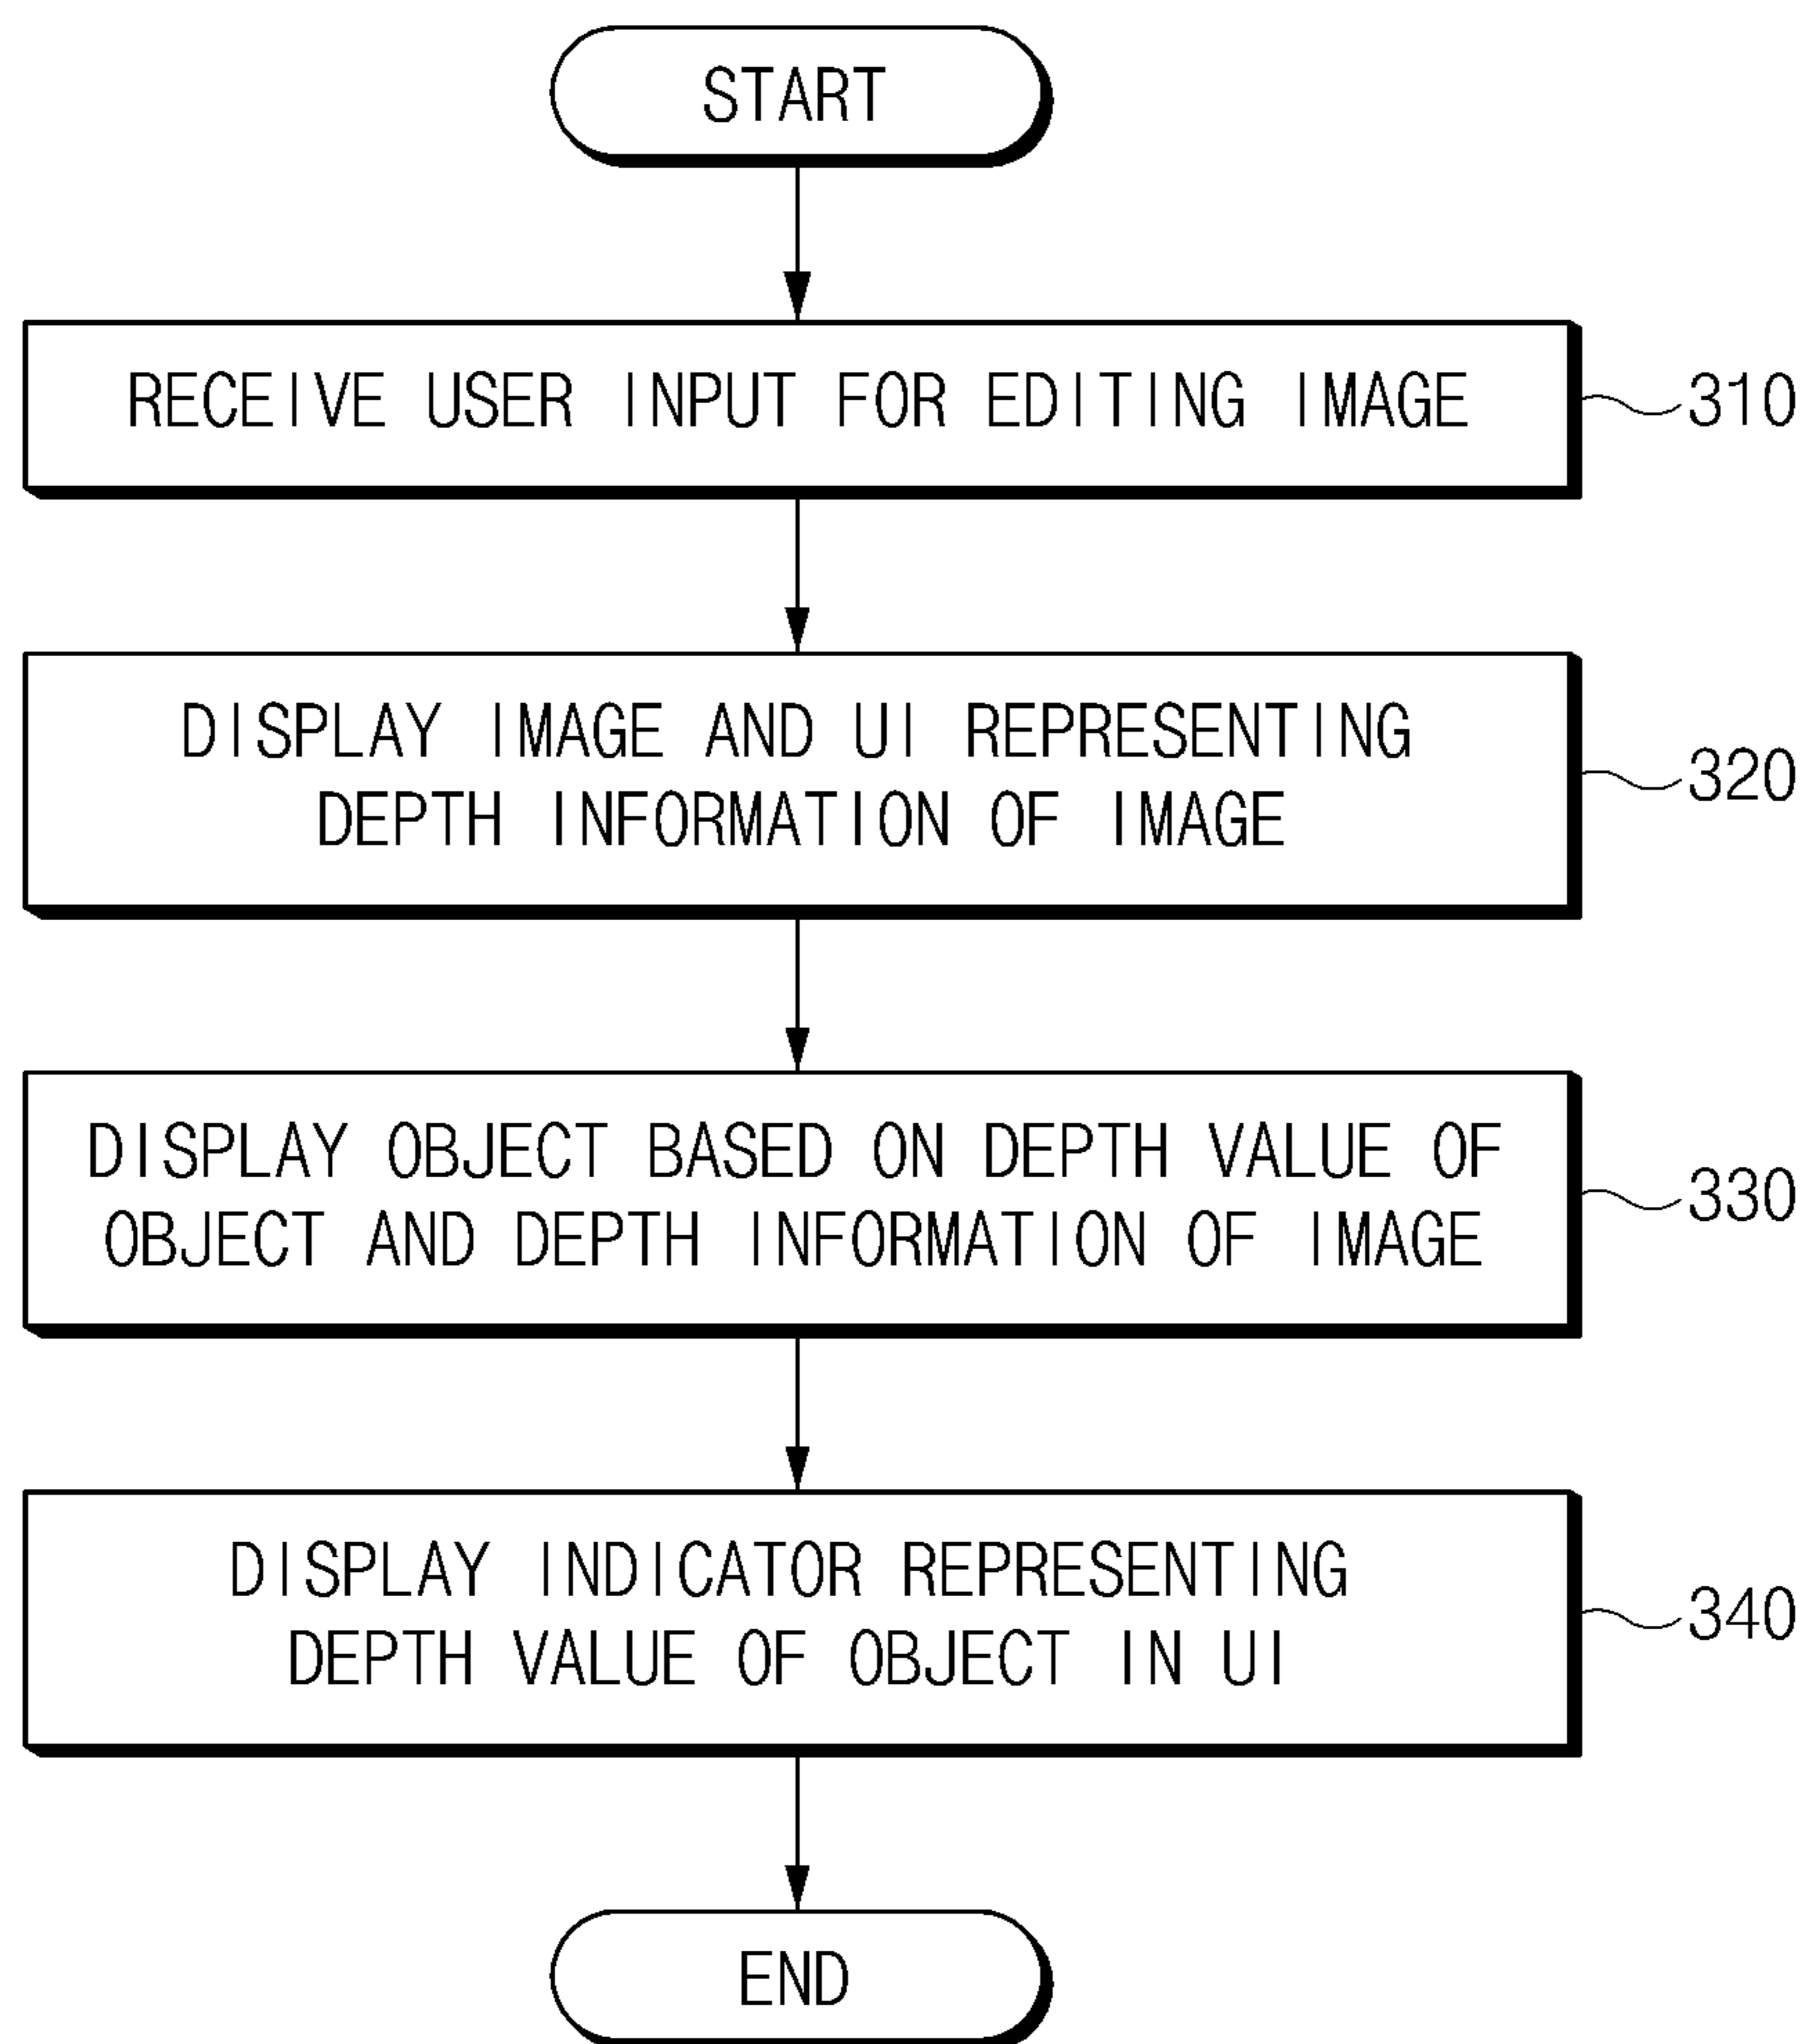 START
RECEIVE USER INPUT FOR EDITING IMAGE
310
DISPLAY IMAGE AND UI REPRESENTING
DEPTH INFORMATION OF IMAGE
320
DISPLAY OBJECT BASED ON DEPTH VALUE OF
OBJECT AND DEPTH INFORMATION OF IMAGE
330
DISPLAY INDICATOR REPRESENTING
DEPTH VALUE OF OBJECT IN UI
340
END